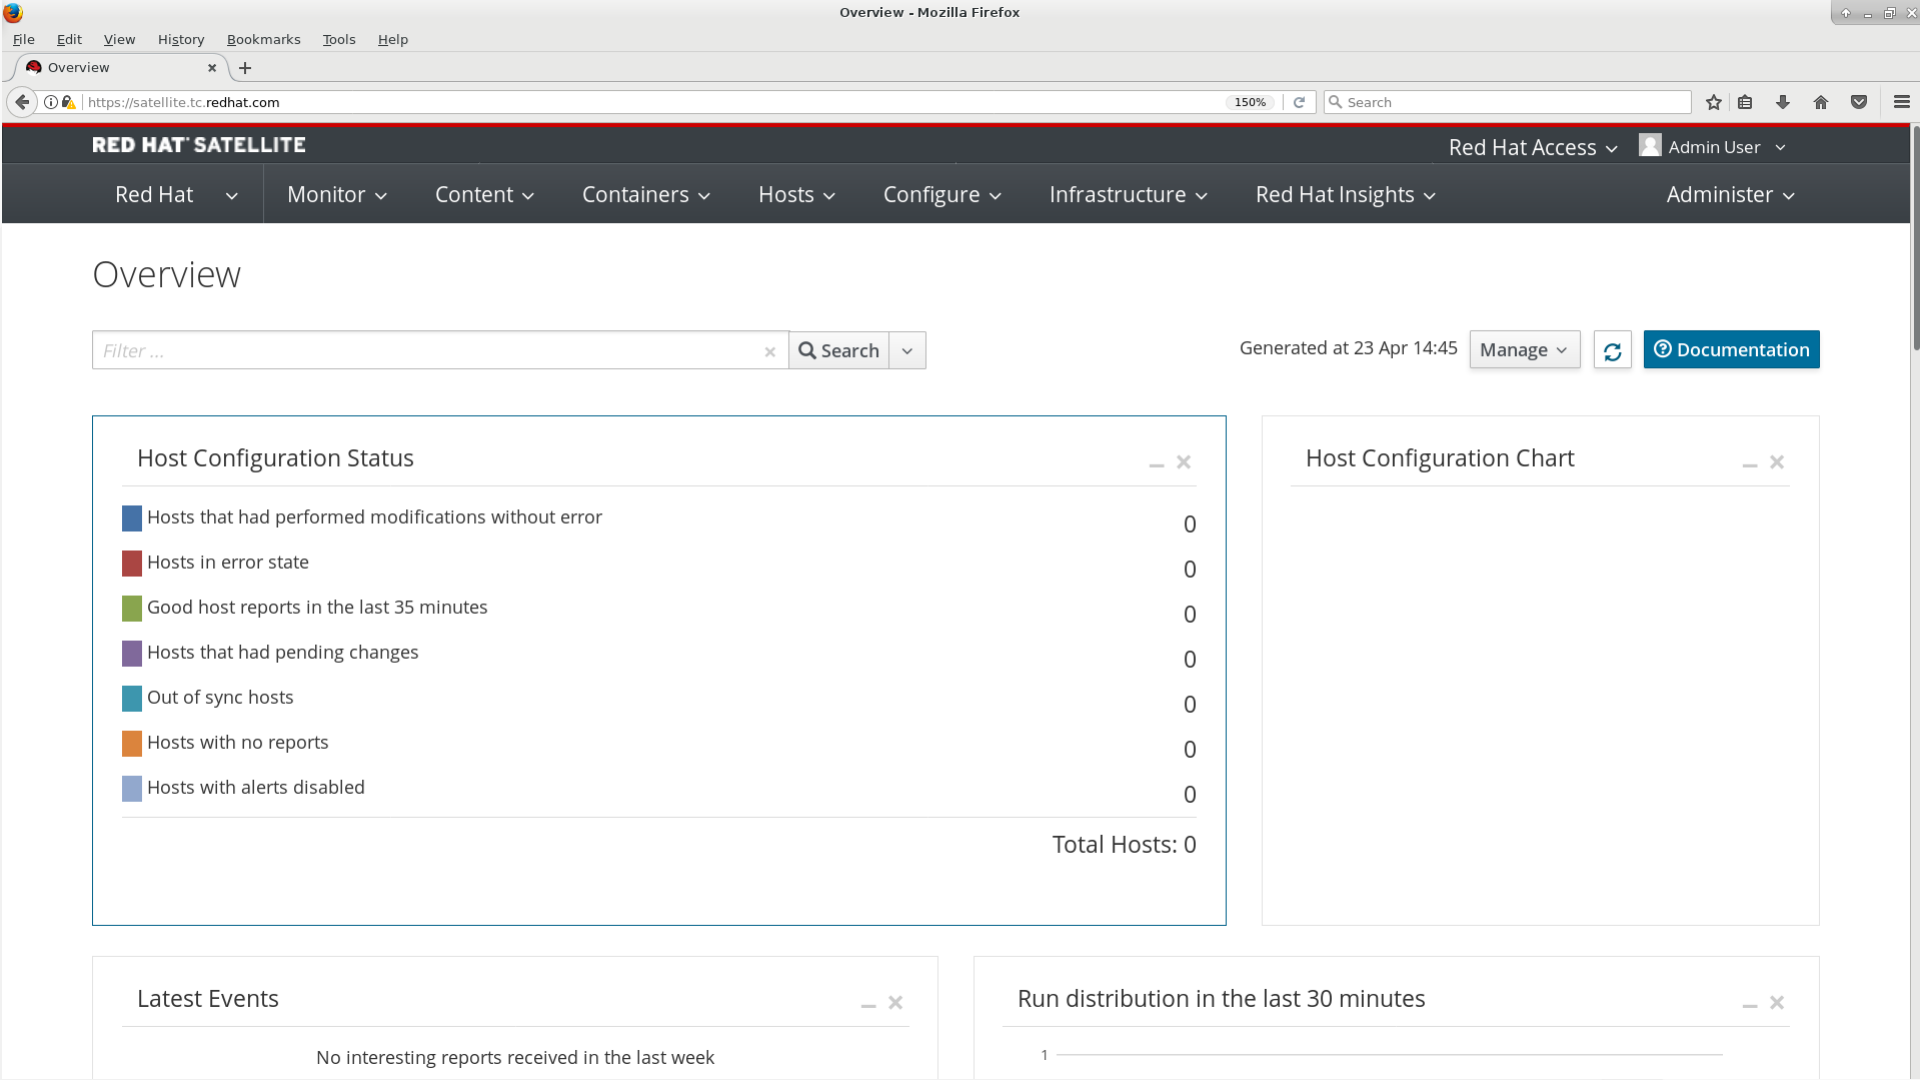 Overview - Mozilla Firefox
File Edit View History Bookmarks Tools Help
Overview
https://satellite.tc.redhat.com 150% Search
RED HAT SATELLITE Red Hat Access Admin User
Red Hat Monitor Content Containers Hosts Configure Infrastructure Red Hat Insights Administer
Overview
Filter ... Search Generated at 23 Apr 14:45 Manage Documentation
Host Configuration Status
Hosts that had performed modifications without error 0
Hosts in error state 0
Good host reports in the last 35 minutes 0
Hosts that had pending changes 0
Out of sync hosts 0
Hosts with no reports 0
Hosts with alerts disabled 0
Total Hosts: 0
Host Configuration Chart
Latest Events
No interesting reports received in the last week
Run distribution in the last 30 minutes
1